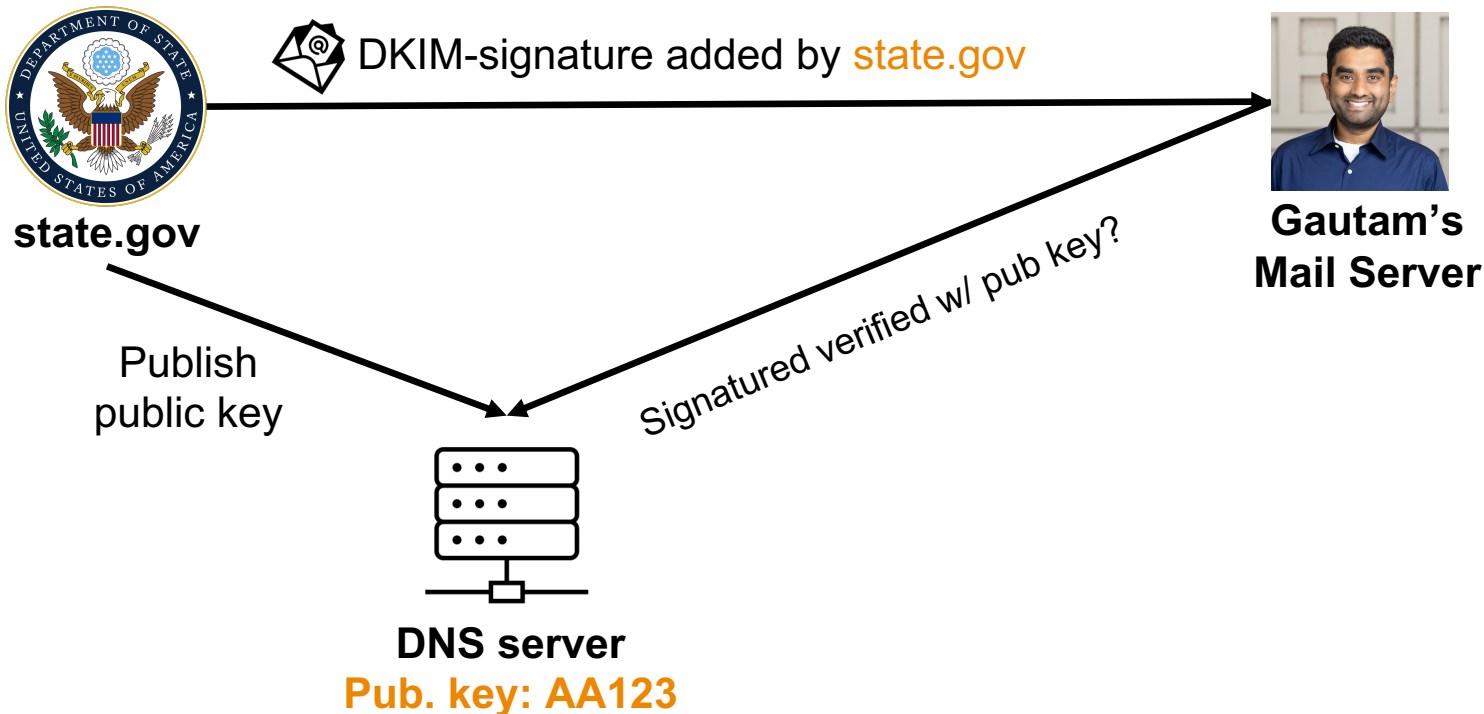 DEPARTMENT OF STATE
UNITED STATES OF AMERICA
@
DKIM-signature added by state.gov
state.gov
Gautam’s
Mail Server
Signatured verified w/ pub key?
Publish
public key
DNS server
Pub. key: AA123